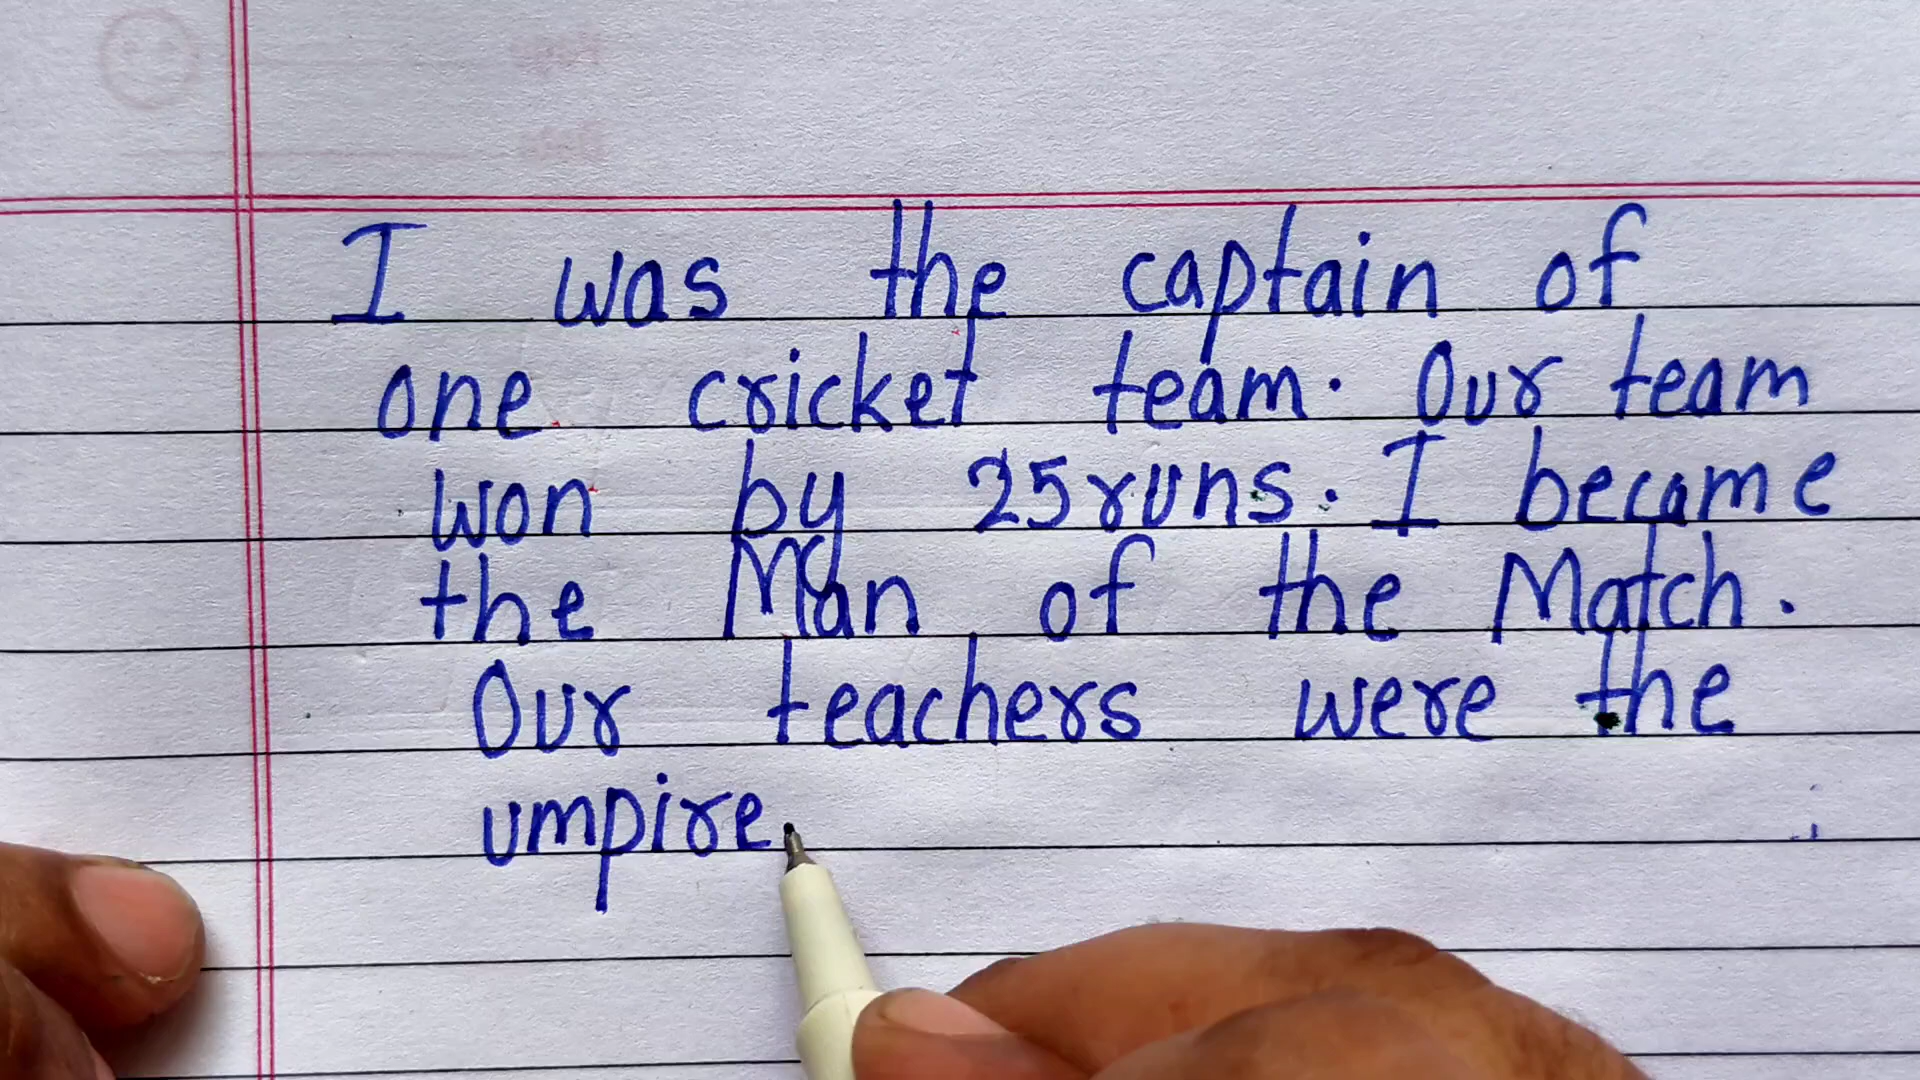 I was the captain of
one cricket team. Our team
won by 25 runs. I became
the Man of the Match.
Our teachers were the
umpire.